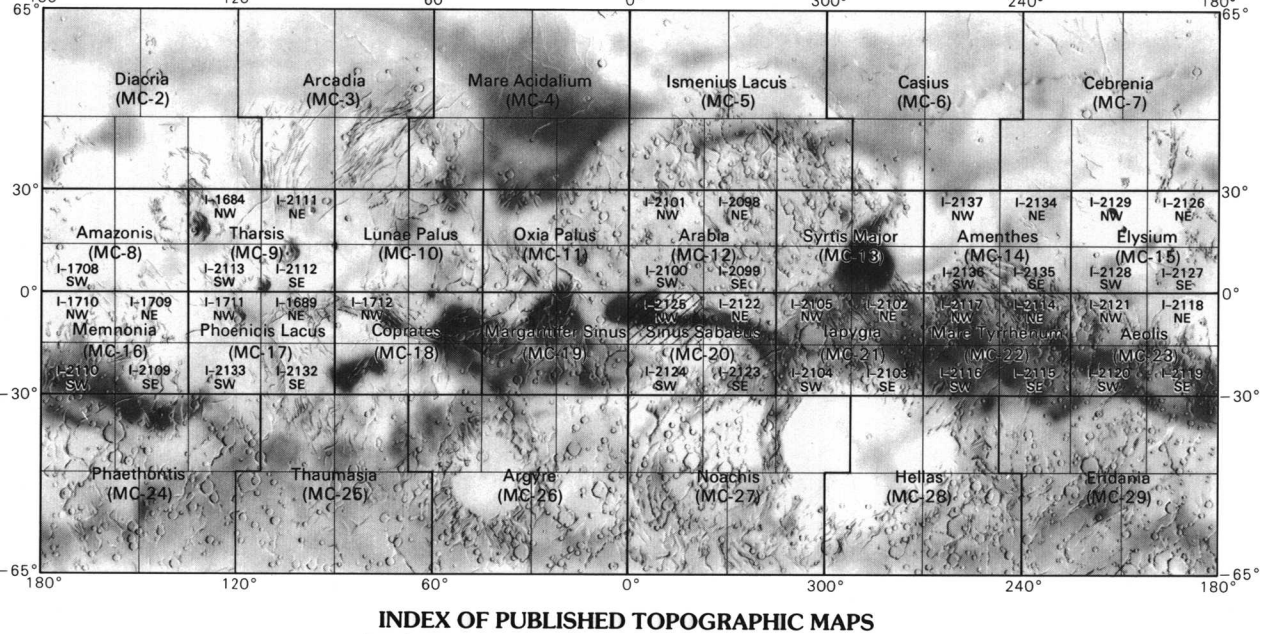 180° 120° 60° 0° 300° 240° 180°
65° 65°
Diacria Arcadia Mare Acidalium Ismenius Lacus Casius Cebrenia
(MC-2) (MC-3) (MC-4) (MC-5) (MC-6) (MC-7)
30° 30°
I-1684 I-2111 I-2101 I-2098 I-2137 I-2134 I-2129 I-2126
NW NE NW NE NW NE NW NE
Amazonis Tharsis Lunae Palus Oxia Palus Arabia Syrtis Major Amenthes Elysium
(MC-8) (MC-9) (MC-10) (MC-11) (MC-12) (MC-13) (MC-14) (MC-15)
I-1708 I-2113 I-2112 I-2100 I-2099 I-2136 I-2135 I-2128 I-2127
SW SW SE SW SE SW SE SW SE
0° 0°
I-1710 I-1709 I-1711 I-1689 I-1712 I-2125 I-2122 I-2105 I-2102 I-2117 I-2114 I-2121 I-2118
NW NE NW NE NW NW NE NW NE NW NE NW NE
Memnonia Phoenicis Lacus Coprates Margaritifer Sinus Sinus Sabaeus Iapygia Mare Tyrrhenum Aeolis
(MC-16) (MC-17) (MC-18) (MC-19) (MC-20) (MC-21) (MC-22) (MC-23)
I-2110 I-2109 I-2133 I-2132 I-2124 I-2123 I-2104 I-2103 I-2116 I-2115 I-2120 I-2119
SW SE SW SE SW SE SW SE SW SE SW SE
-30° -30°
Phaethontis Thaumasia Argyre Noachis Hellas Eridania
(MC-24) (MC-25) (MC-26) (MC-27) (MC-28) (MC-29)
-65° -65°
180° 120° 60° 0° 300° 240° 180°
INDEX OF PUBLISHED TOPOGRAPHIC MAPS